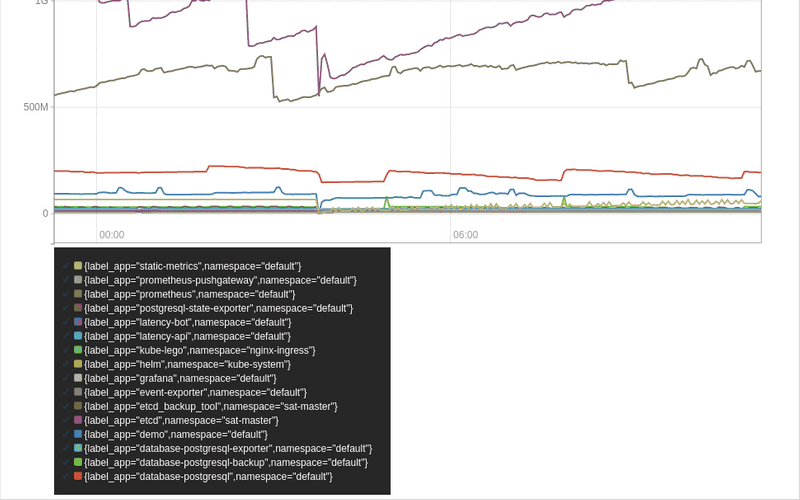 1G
500M
0
00:00 06:00
{label_app="static-metrics",namespace="default"}
{label_app="prometheus-pushgateway",namespace="default"}
{label_app="prometheus",namespace="default"}
{label_app="postgresql-state-exporter",namespace="default"}
{label_app="latency-bot",namespace="default"}
{label_app="latency-api",namespace="default"}
{label_app="kube-lego",namespace="nginx-ingress"}
{label_app="helm",namespace="kube-system"}
{label_app="grafana",namespace="default"}
{label_app="event-exporter",namespace="default"}
{label_app="etcd_backup_tool",namespace="sat-master"}
{label_app="etcd",namespace="sat-master"}
{label_app="demo",namespace="default"}
{label_app="database-postgresql-exporter",namespace="default"}
{label_app="database-postgresql-backup",namespace="default"}
{label_app="database-postgresql",namespace="default"}